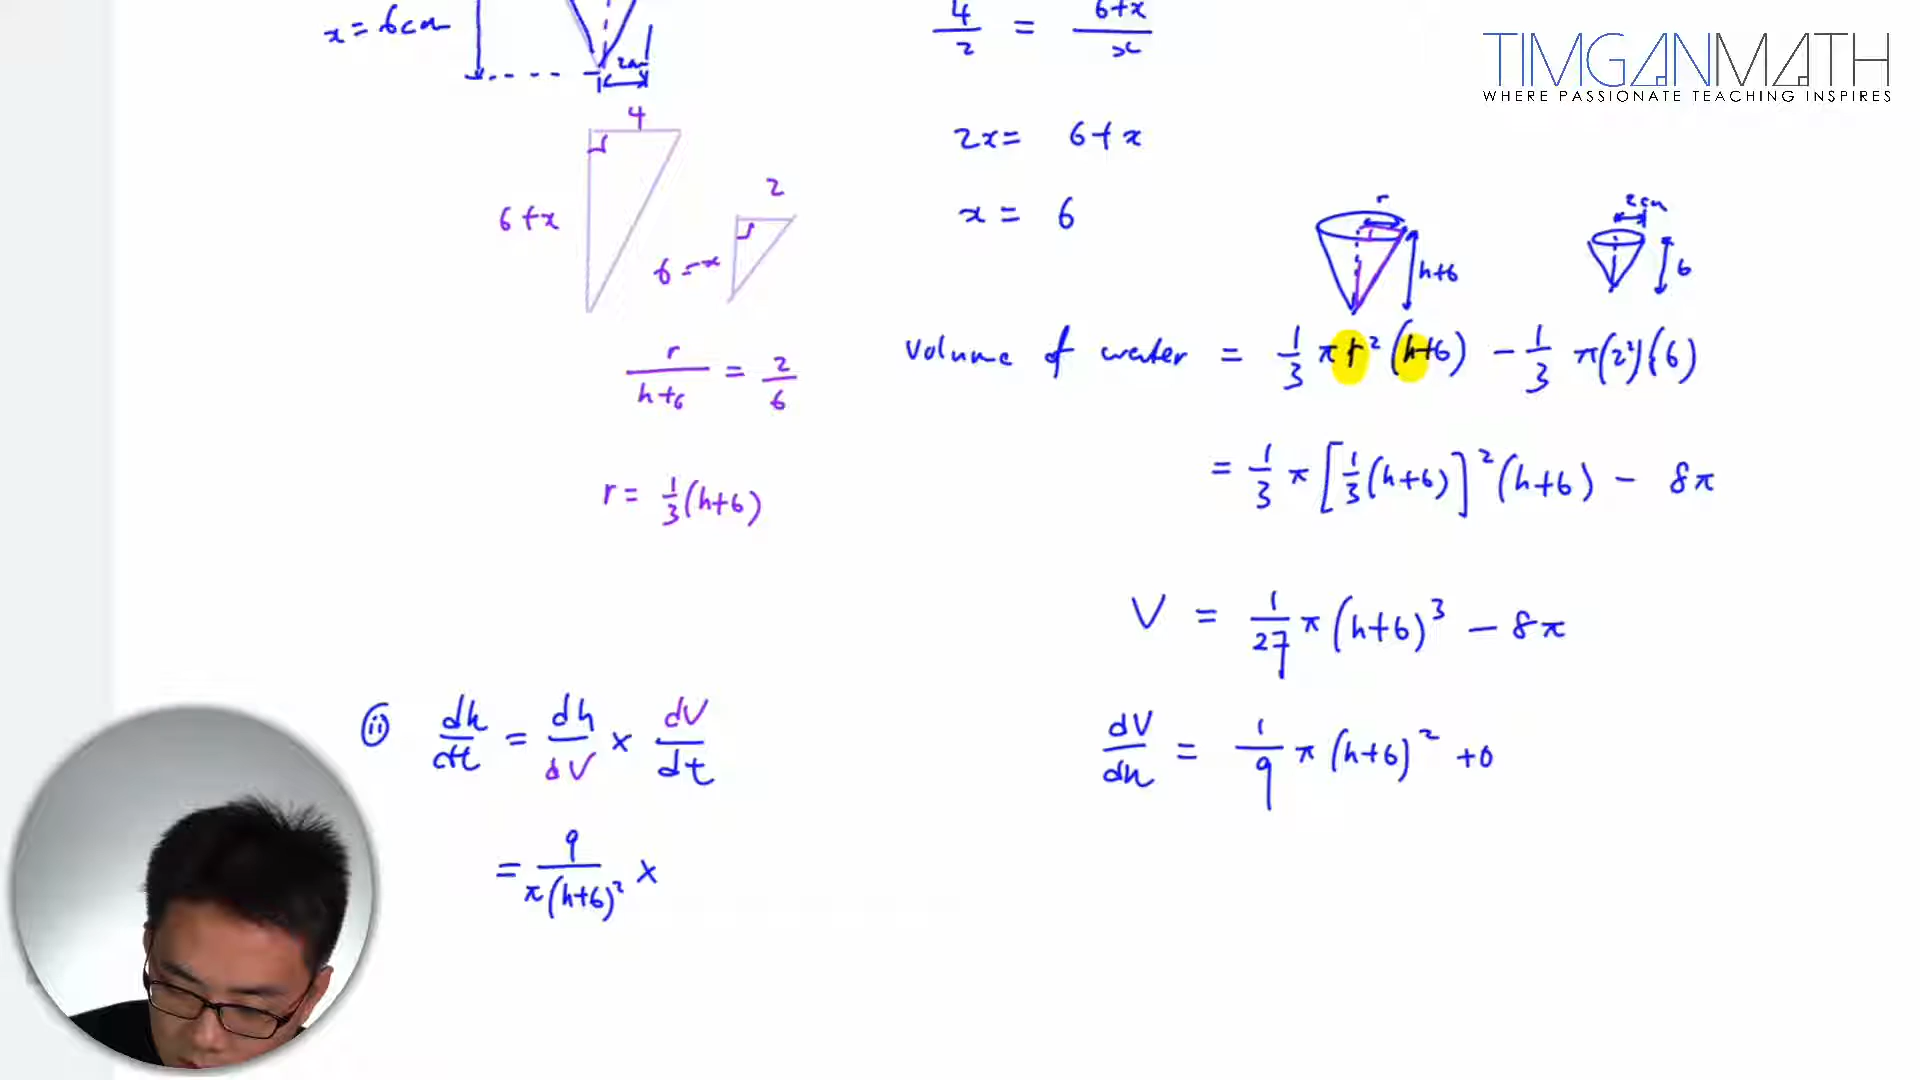 TIMGANMATH
WHERE PASSIONATE TEACHING INSPIRES
x = 6cm
2cm
4/2 = 6+x/x
2x = 6+x
x = 6
4
6+x
2
6 = x
r/h+6 = 2/6
r = 1/3(h+6)
r
h+6
2cm
6
Volume of water = 1/3 πr²(h+6) - 1/3 π(2²)(6)
= 1/3 π[1/3(h+6)]²(h+6) - 8π
V = 1/27 π(h+6)³ - 8π
dV/dh = 1/9 π(h+6)² +0
(ii) dh/dt = dh/dV × dV/dt
= 9/π(h+6)² ×